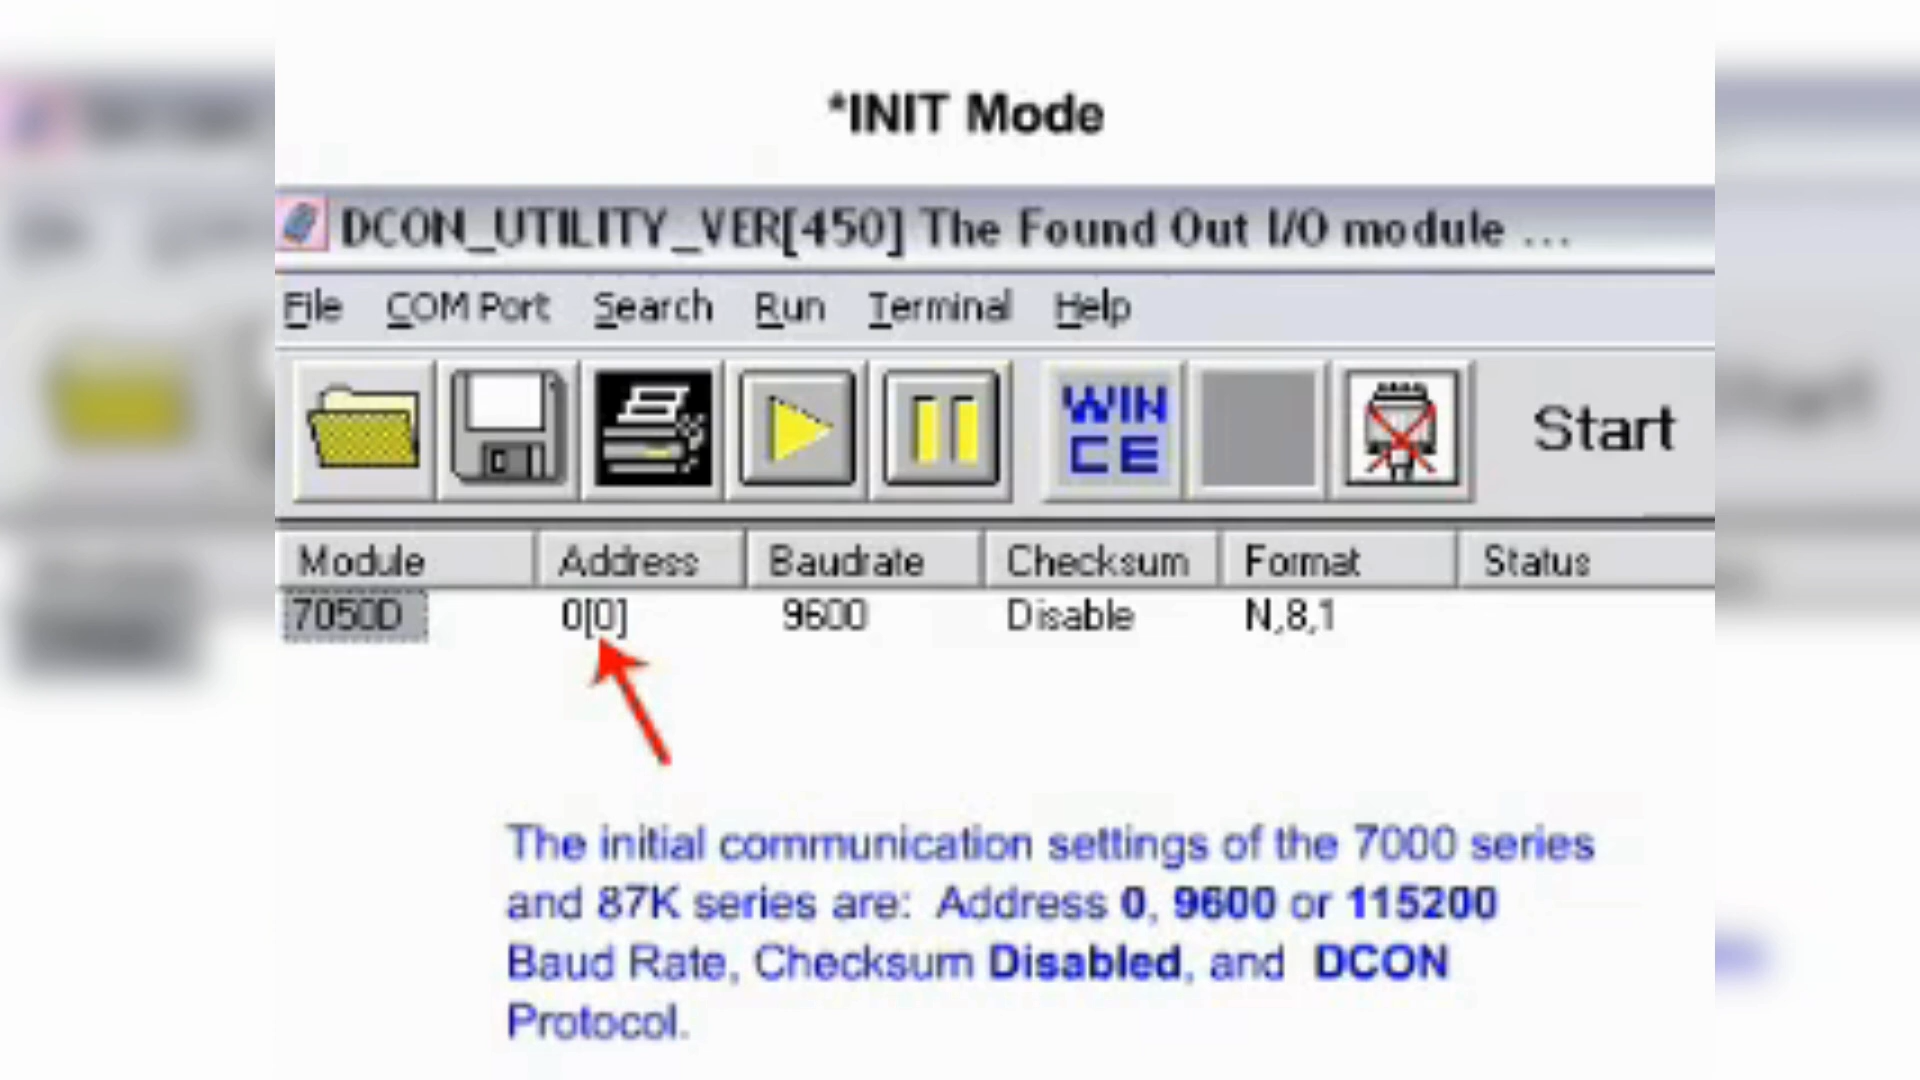 *INIT Mode
DCON_UTILITY_VER[450] The Found Out I/O module ...
File COM Port Search Run Terminal Help
WIN CE Start
Module Address Baudrate Checksum Format Status
7050D 0[0] 9600 Disable N,8,1
The initial communication settings of the 7000 series
and 87K series are: Address 0, 9600 or 115200
Baud Rate, Checksum Disabled, and DCON
Protocol.